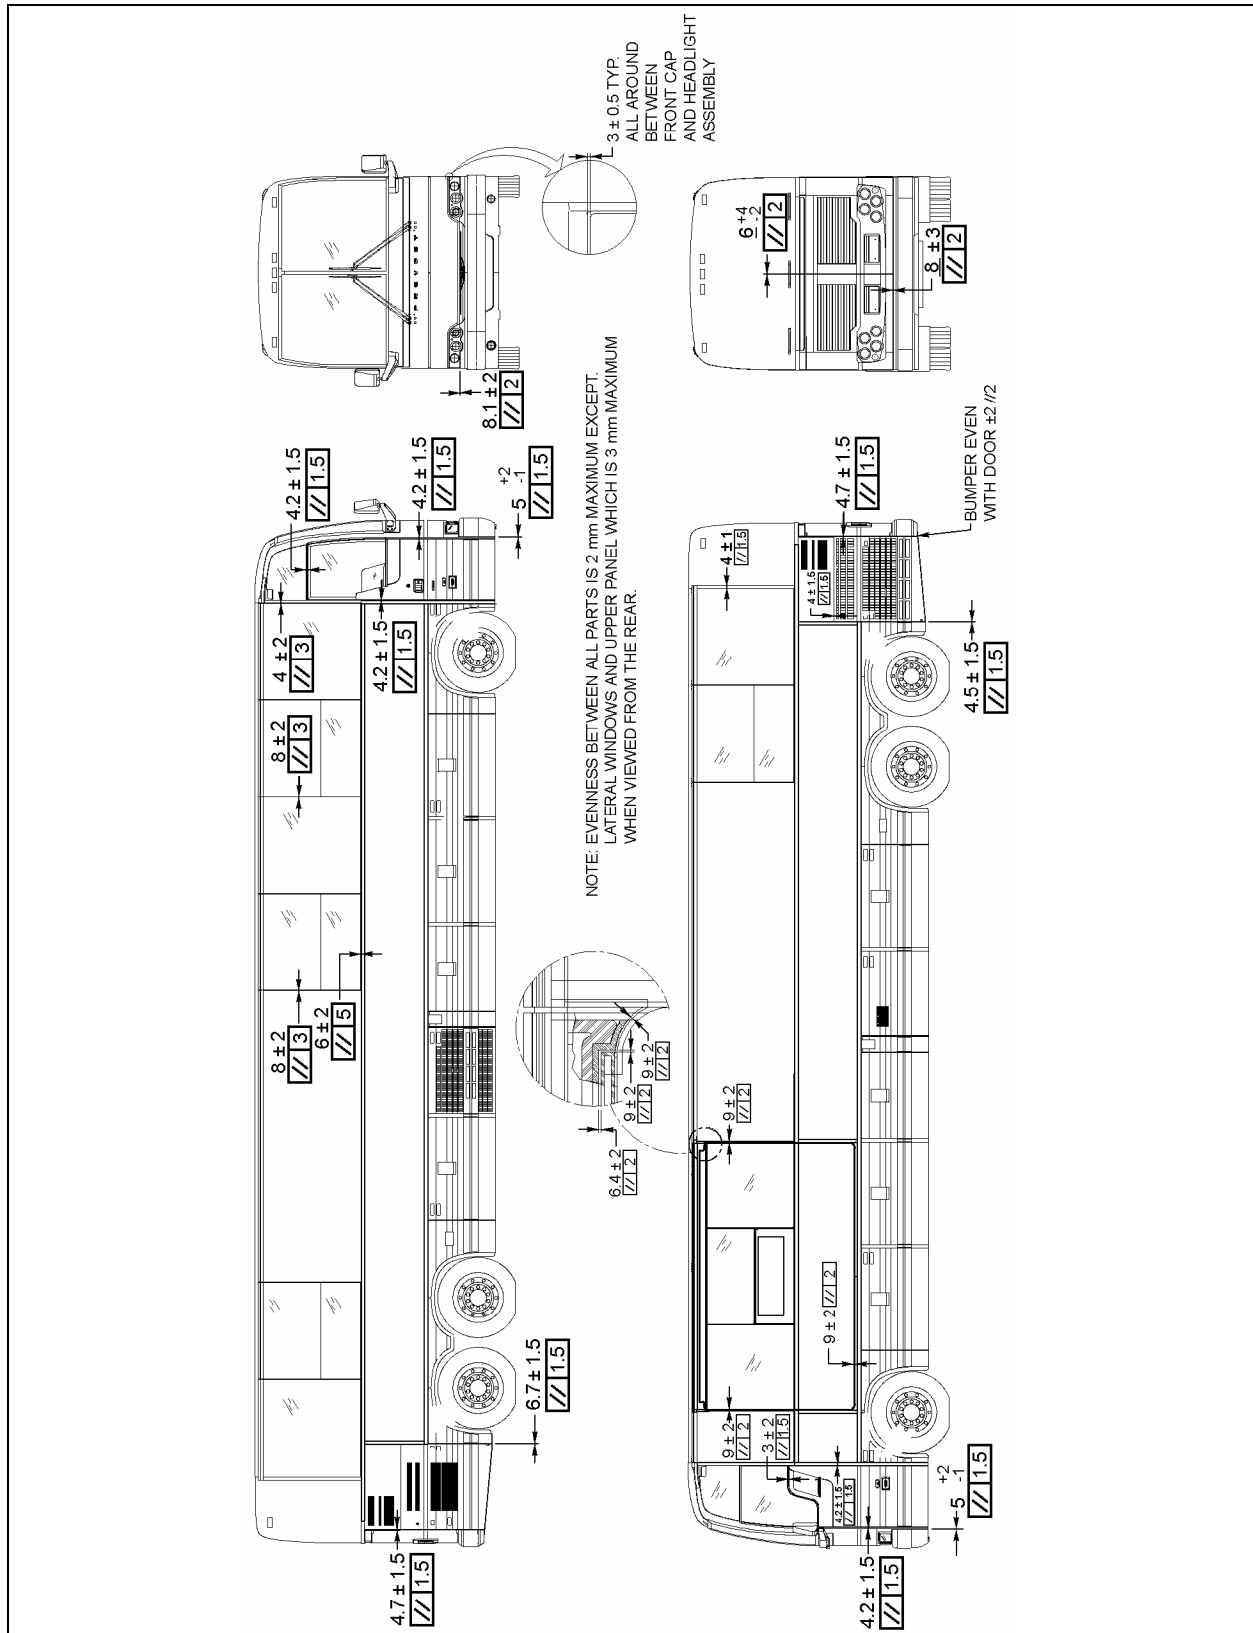 3 ± 0.5 TYP.
ALL AROUND
BETWEEN
FRONT CAP
AND HEADLIGHT
ASSEMBLY
PREVOST
8.1 ± 2
// 2
6 +4 -2
// 2
8 ± 3
// 2
4.2 ± 1.5
// 1.5
4.2 ± 1.5
// 1.5
5 +2 -1
// 1.5
4 ± 2
// 3
4.2 ± 1.5
// 1.5
8 ± 2
// 3
8 ± 2
// 3
6 ± 2
// 5
6.7 ± 1.5
// 1.5
4.7 ± 1.5
// 1.5
NOTE: EVENNESS BETWEEN ALL PARTS IS 2 mm MAXIMUM EXCEPT.
LATERAL WINDOWS AND UPPER PANEL WHICH IS 3 mm MAXIMUM
WHEN VIEWED FROM THE REAR.
9 ± 2
// 2
9 ± 2
// 2
6.4 ± 2
// 2
4.7 ± 1.5
// 1.5
BUMPER EVEN
WITH DOOR ±2 //2
4 ± 1
// 1.5
4 ± 1.5
// 1.5
4.5 ± 1.5
// 1.5
9 ± 2
// 2
9 ± 2 // 2
9 ± 2
// 2
3 ± 2
// 1.5
4.2 ± 1.5
// 1.5
5 +2 -1
// 1.5
4.2 ± 1.5
// 1.5